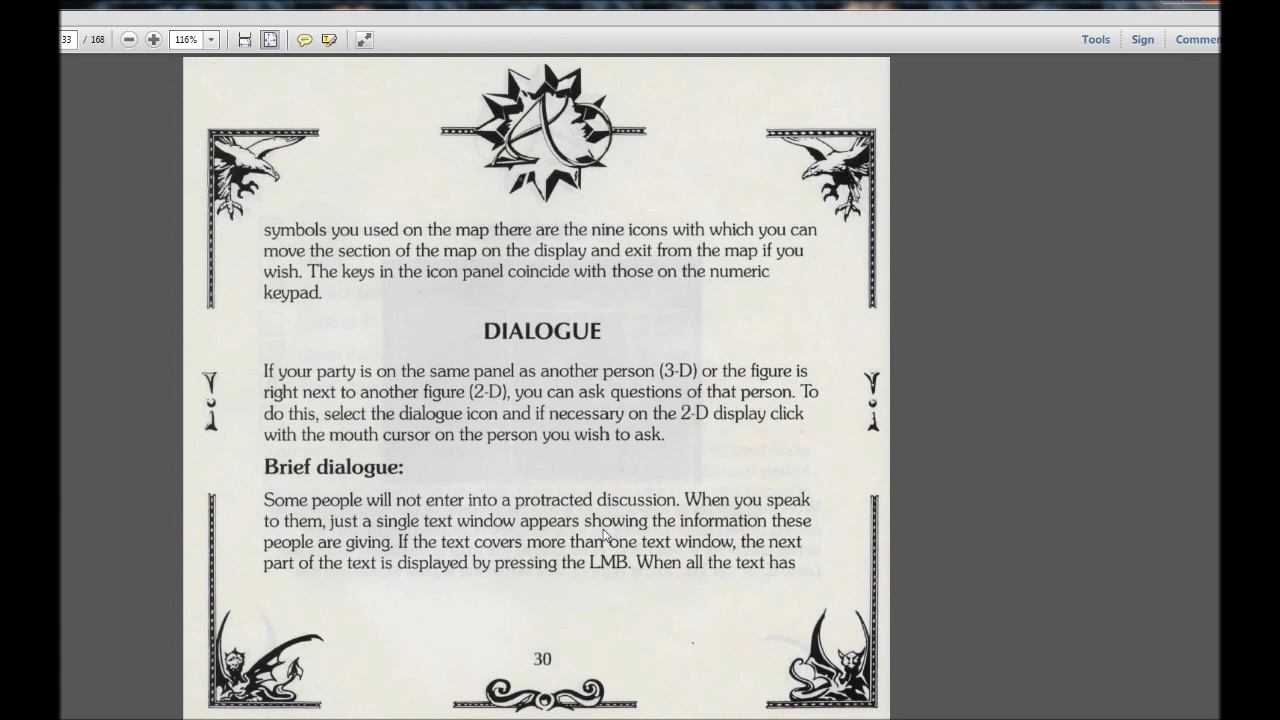 33 / 168 116% Tools Sign
symbols you used on the map there are the nine icons with which you can
move the section of the map on the display and exit from the map if you
wish. The keys in the icon panel coincide with those on the numeric
keypad.
DIALOGUE
If your party is on the same panel as another person (3-D) or the figure is
right next to another figure (2-D), you can ask questions of that person. To
do this, select the dialogue icon and if necessary on the 2-D display click
with the mouth cursor on the person you wish to ask.
Brief dialogue:
Some people will not enter into a protracted discussion. When you speak
to them, just a single text window appears showing the information these
people are giving. If the text covers more than one text window, the next
part of the text is displayed by pressing the LMB. When all the text has
30